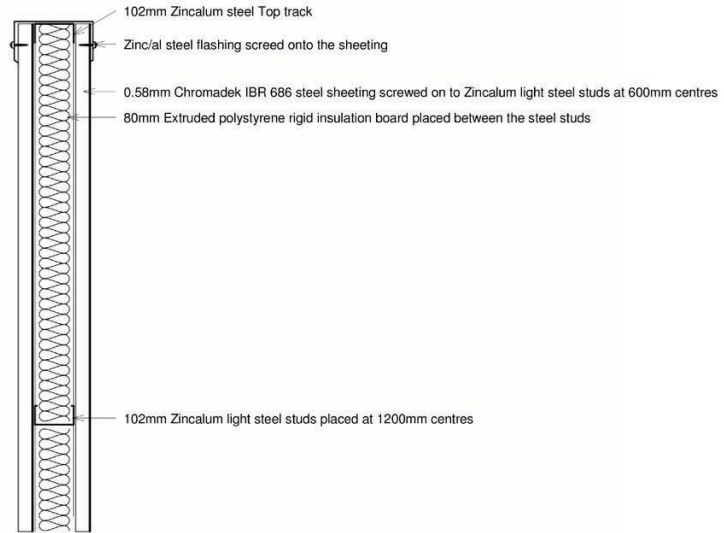 102mm Zincalum steel Top track
Zinc/al steel flashing screed onto the sheeting
0.58mm Chromadek IBR 686 steel sheeting screwed on to Zincalum light steel studs at 600mm centres
80mm Extruded polystyrene rigid insulation board placed between the steel studs
102mm Zincalum light steel studs placed at 1200mm centres